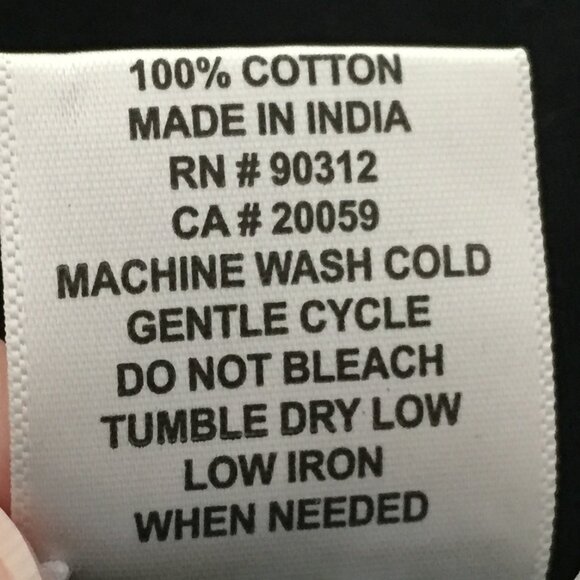 100% COTTON
MADE IN INDIA
RN # 90312
CA # 20059
MACHINE WASH COLD
GENTLE CYCLE
DO NOT BLEACH
TUMBLE DRY LOW
LOW IRON
WHEN NEEDED